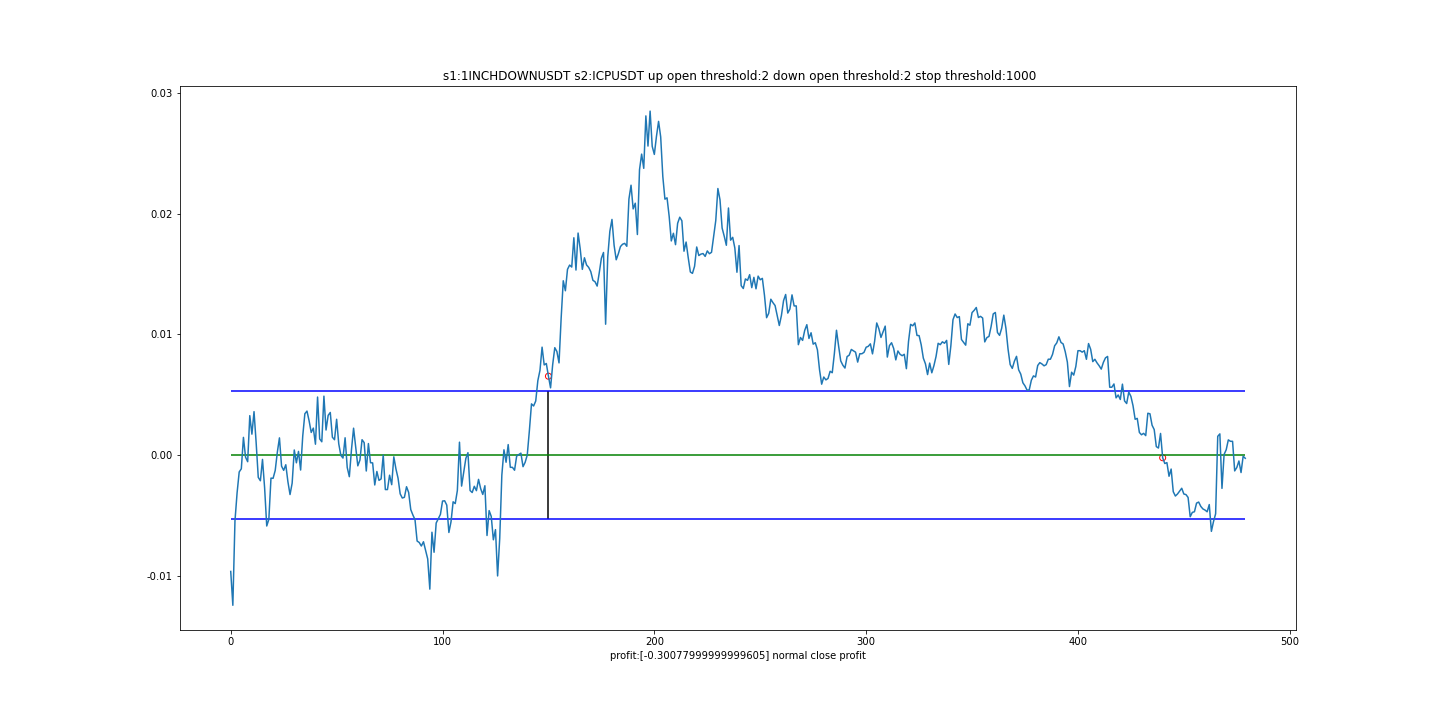 s1:1INCHDOWNUSDT s2:ICPUSDT up open threshold:2 down open threshold:2 stop threshold:1000
0.03
0.02
0.01
0.00
-0.01
0 100 200 300 400 500
profit:[-0.30077999999999605] normal close profit